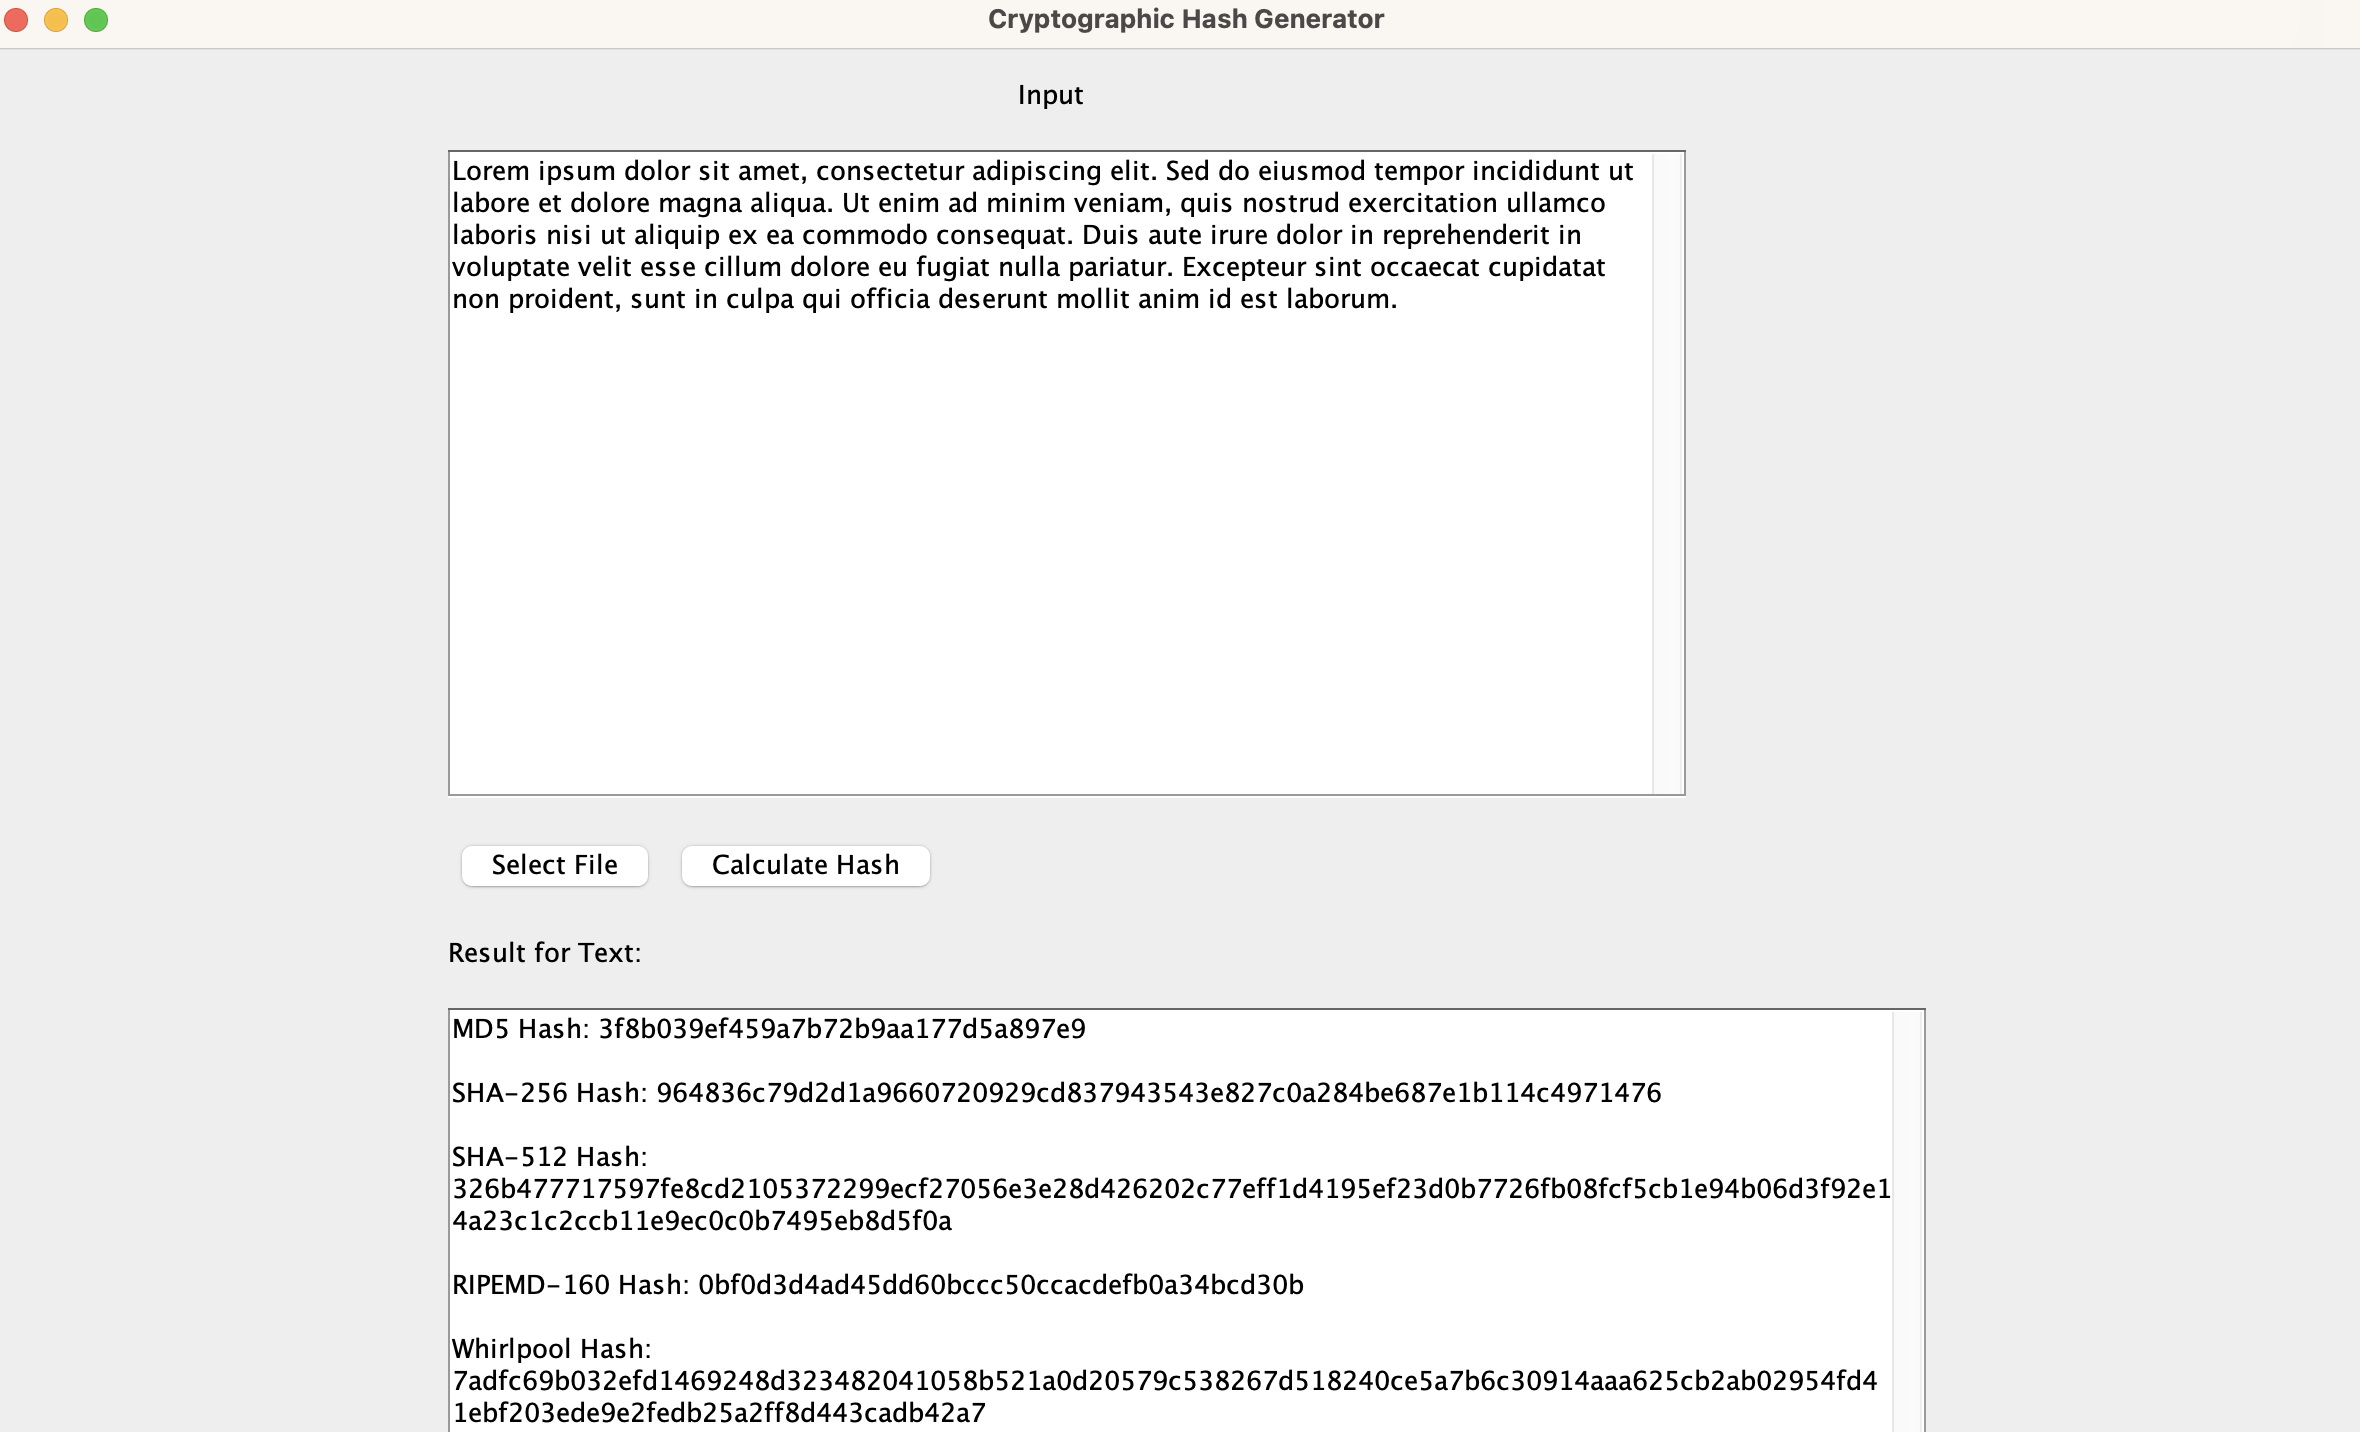 Cryptographic Hash Generator
Input
Lorem ipsum dolor sit amet, consectetur adipiscing elit. Sed do eiusmod tempor incididunt ut
labore et dolore magna aliqua. Ut enim ad minim veniam, quis nostrud exercitation ullamco
laboris nisi ut aliquip ex ea commodo consequat. Duis aute irure dolor in reprehenderit in
voluptate velit esse cillum dolore eu fugiat nulla pariatur. Excepteur sint occaecat cupidatat
non proident, sunt in culpa qui officia deserunt mollit anim id est laborum.
Select File
Calculate Hash
Result for Text:
MD5 Hash: 3f8b039ef459a7b72b9aa177d5a897e9
SHA-256 Hash: 964836c79d2d1a9660720929cd837943543e827c0a284be687e1b114c4971476
SHA-512 Hash:
326b477717597fe8cd2105372299ecf27056e3e28d426202c77eff1d4195ef23d0b7726fb08fcf5cb1e94b06d3f92e1
4a23c1c2ccb11e9ec0c0b7495eb8d5f0a
RIPEMD-160 Hash: 0bf0d3d4ad45dd60bccc50ccacdefb0a34bcd30b
Whirlpool Hash:
7adfc69b032efd1469248d323482041058b521a0d20579c538267d518240ce5a7b6c30914aaa625cb2ab02954fd4
1ebf203ede9e2fedb25a2ff8d443cadb42a7